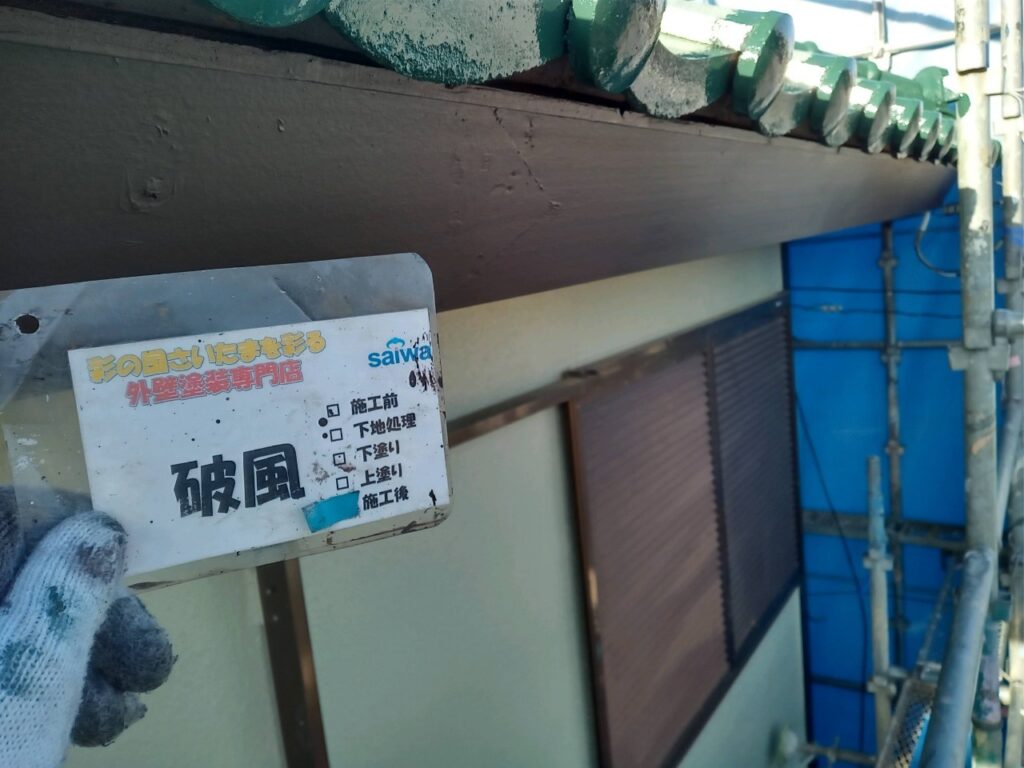 彩の国さいたまを彩る
外壁塗装専門店
saiwa
破風
施工前
下地処理
下塗り
上塗り
施工後